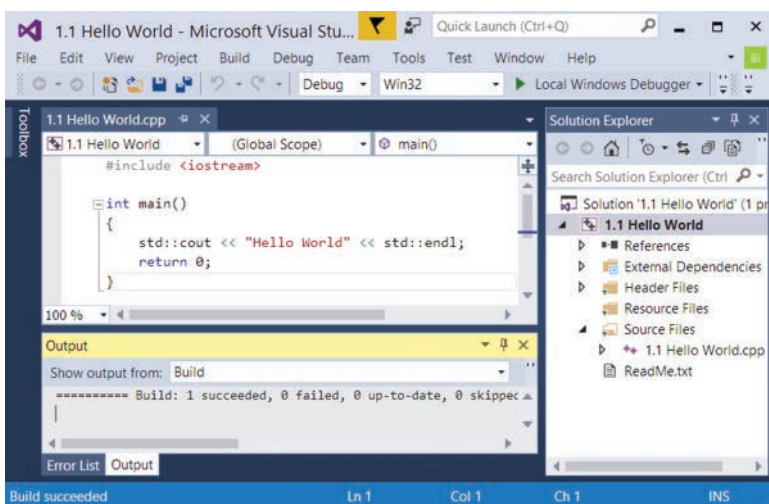 1.1 Hello World - Microsoft Visual Stu...
Quick Launch (Ctrl+Q)
File Edit View Project Build Debug Team Tools Test Window Help
BJ
Debug Win32 Local Windows Debugger
Toolbox
1.1 Hello World.cpp
1.1 Hello World (Global Scope) main()
#include <iostream>
int main()
{
std::cout << "Hello World" << std::endl;
return 0;
}
100 %
Output
Show output from: Build
========== Build: 1 succeeded, 0 failed, 0 up-to-date, 0 skipped
Error List Output
Solution Explorer
Search Solution Explorer (Ctrl
Solution '1.1 Hello World' (1 pr
1.1 Hello World
References
External Dependencies
Header Files
Resource Files
Source Files
1.1 Hello World.cpp
ReadMe.txt
Build succeeded Ln 1 Col 1 Ch 1 INS